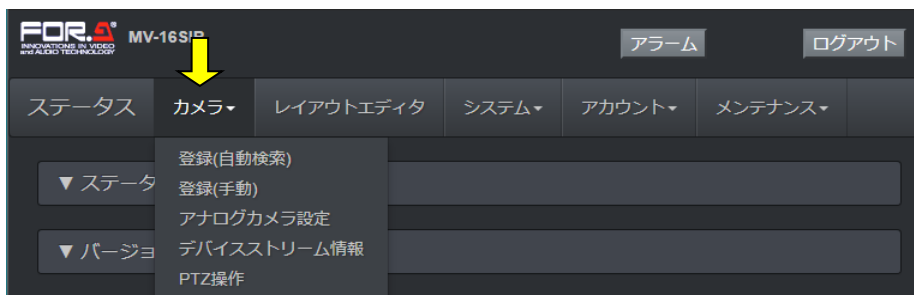 FOR.A®
INNOVATIONS IN VIDEO
and AUDIO TECHNOLOGY
アラーム
ログアウト
ステータス カメラ▾ レイアウトエディタ システム▾ アカウント▾ メンテナンス▾
登録(自動検索)
▼ ステータ
登録(手動)
アナログカメラ設定
▼ バージョ
デバイスストリーム情報
PTZ操作